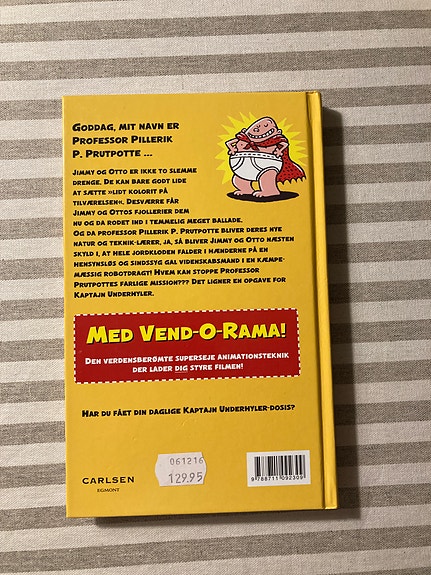 GODDAG, MIT NAVN ER
PROFESSOR PILLERIK
P. PRUTPOTTE ...
JIMMY OG OTTO ER IKKE TO SLEMME
DRENGE. DE KAN BARE GODT LIDE
AT SÆTTE »LIDT KOLORIT PÅ
TILVÆRELSEN«. DESVÆRRE FÅR
JIMMY OG OTTOS FJOLLERIER DEM
NU OG DA RODET IND I TEMMELIG MEGET BALLADE.
OG DA PROFESSOR PILLERIK P. PRUTPOTTE BLIVER DERES NYE
NATUR OG TEKNIK-LÆRER, JA, SÅ BLIVER JIMMY OG OTTO NÆSTEN
SKYLD I, AT HELE JORDKLODEN FALDER I HÆNDERNE PÅ EN
HENSYNSLØS OG SINDSSYG GAL VIDENSKABSMAND I EN KÆMPE-
MÆSSIG ROBOTDRAGT! HVEM KAN STOPPE PROFESSOR
PRUTPOTTES FARLIGE MISSION??? DET LIGNER EN OPGAVE FOR
KAPTAJN UNDERHYLER.
MED VEND-O-RAMA!
DEN VERDENSBERØMTE SUPERSEJE ANIMATIONSTEKNIK
DER LADER DIG STYRE FILMEN!
HAR DU FÅET DIN DAGLIGE KAPTAJN UNDERHYLER-DOSIS?
061216
129.95
CARLSEN
EGMONT
9 788711 092309